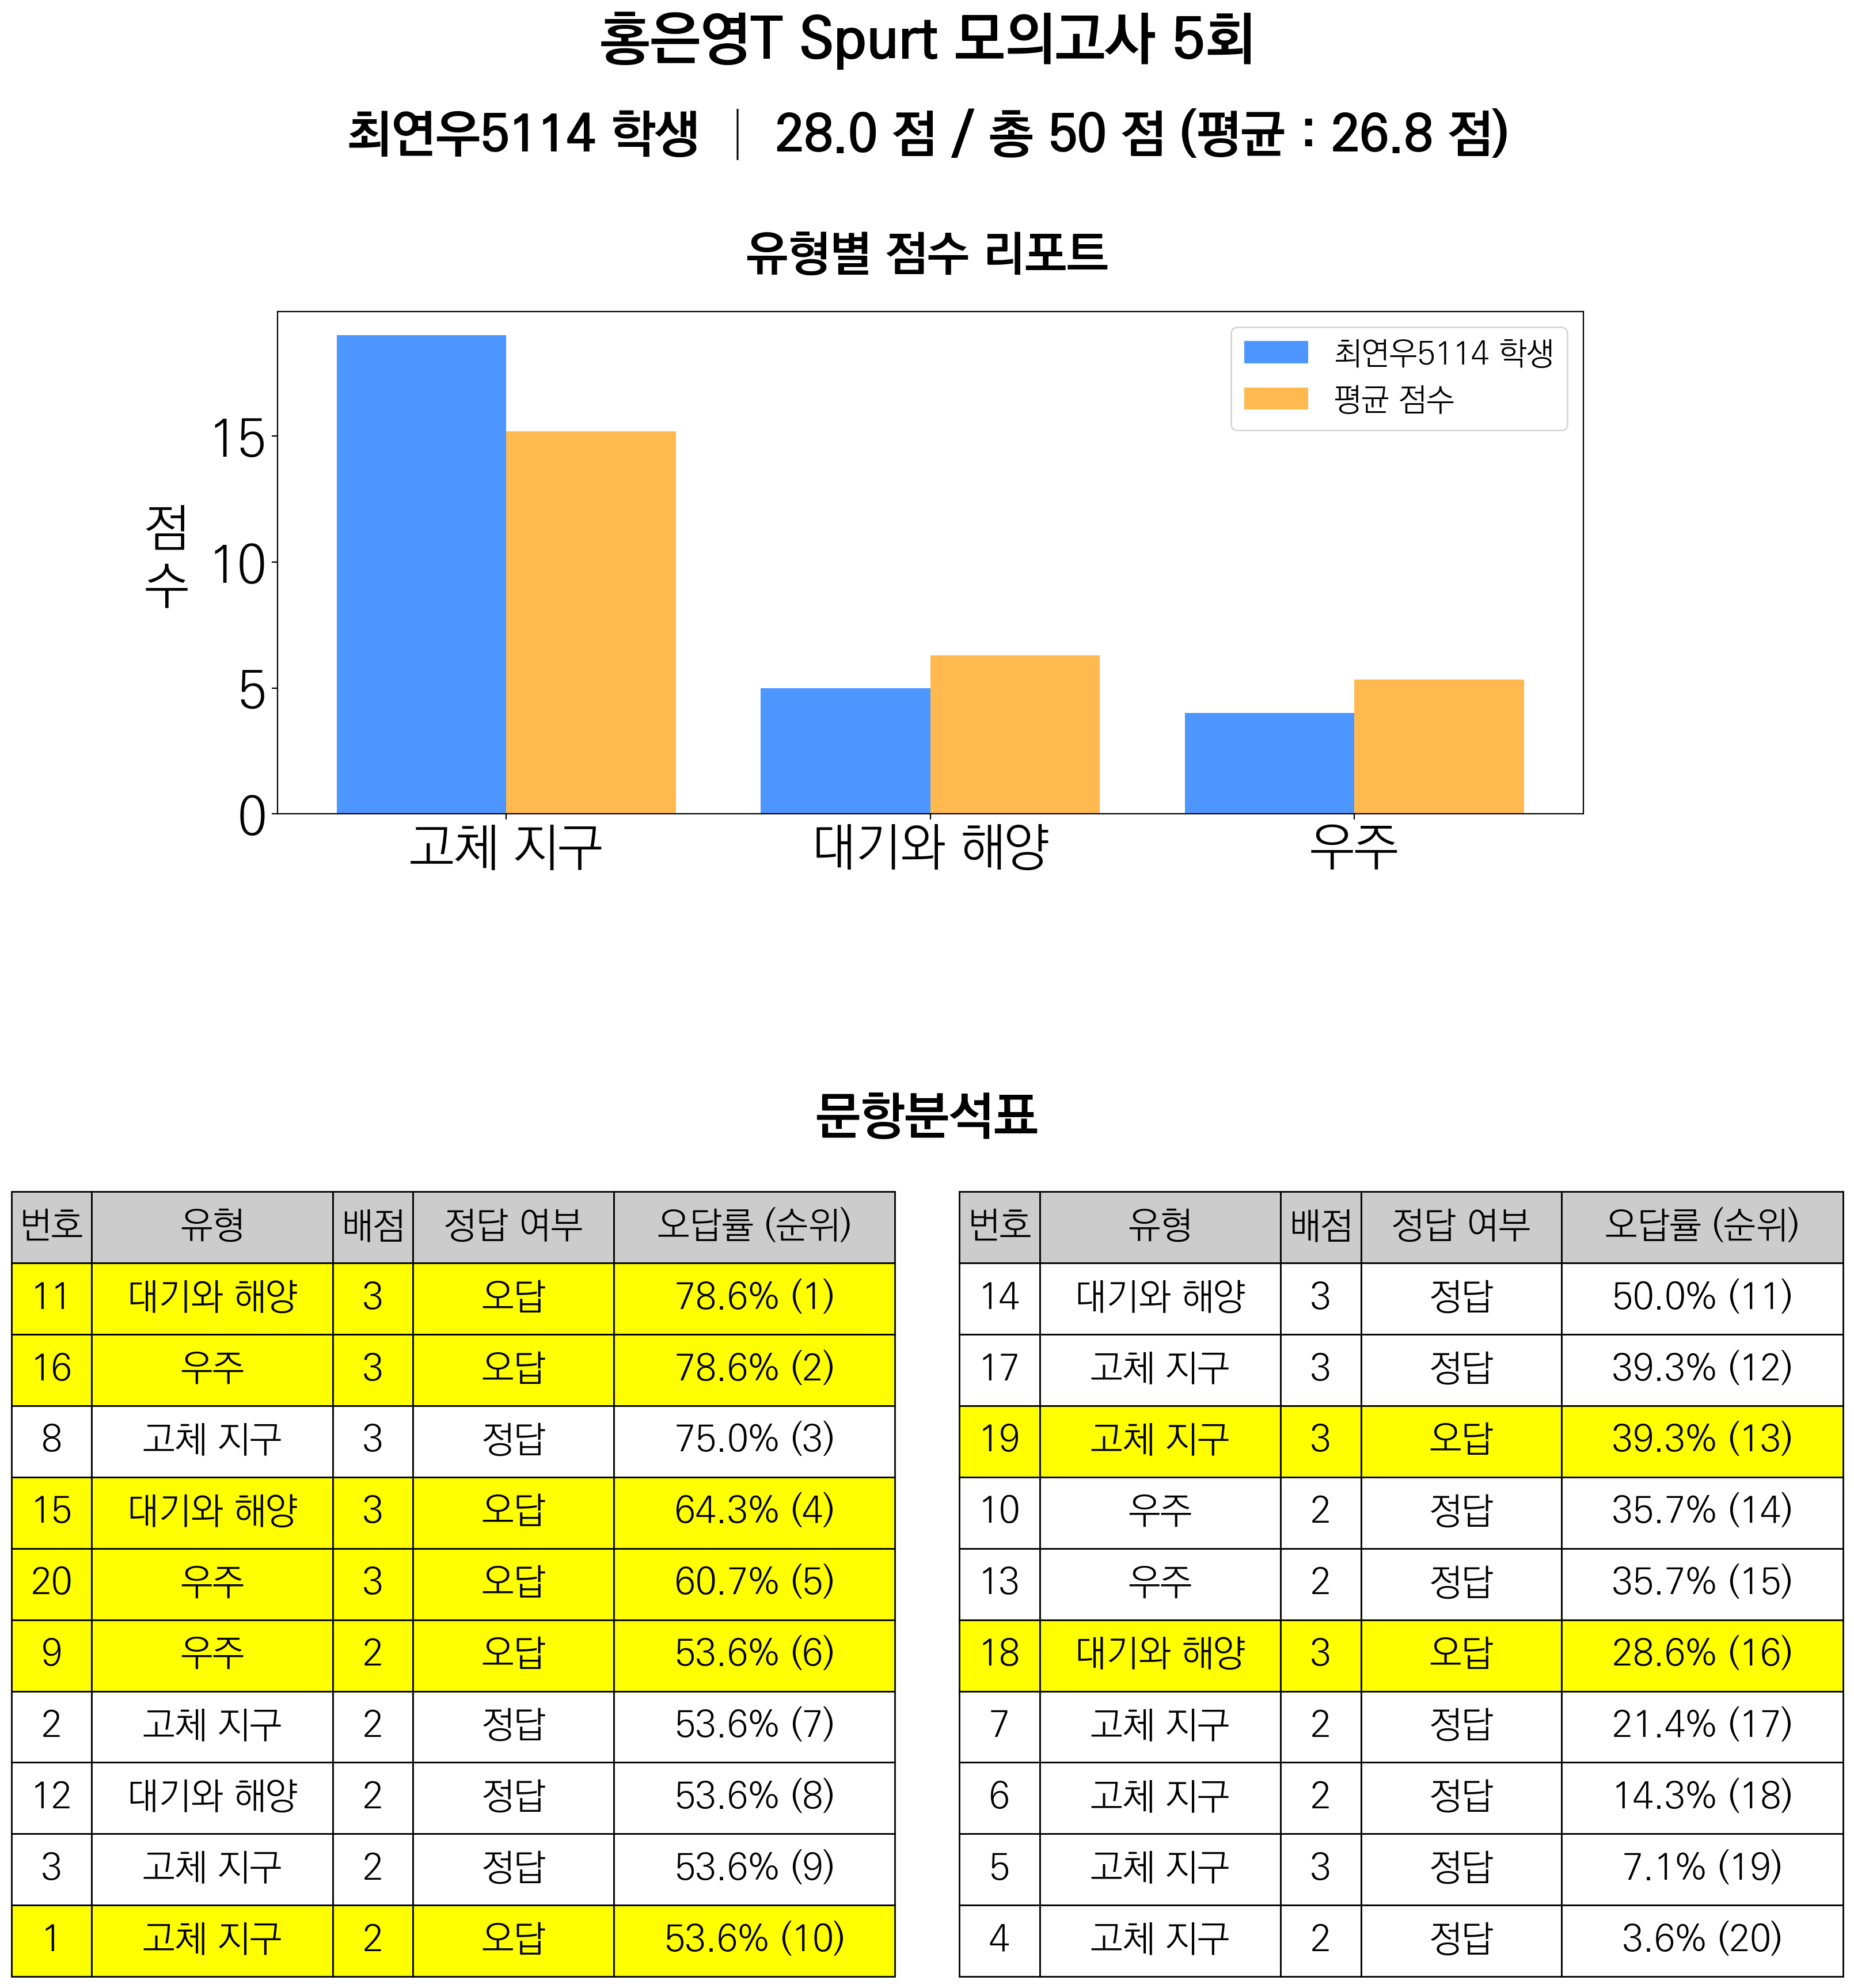 홍은영T Spurt 모의고사 5회
최연우5114 학생 | 28.0 점 / 총 50 점 (평균 : 26.8 점)
유형별 점수 리포트
최연우5114 학생
평균 점수
점
수
15
10
5
0
고체 지구 대기와 해양 우주
문항분석표
번호 유형 배점 정답 여부 오답률 (순위)
11 대기와 해양 3 오답 78.6% (1)
16 우주 3 오답 78.6% (2)
8 고체 지구 3 정답 75.0% (3)
15 대기와 해양 3 오답 64.3% (4)
20 우주 3 오답 60.7% (5)
9 우주 2 오답 53.6% (6)
2 고체 지구 2 정답 53.6% (7)
12 대기와 해양 2 정답 53.6% (8)
3 고체 지구 2 정답 53.6% (9)
1 고체 지구 2 오답 53.6% (10)
번호 유형 배점 정답 여부 오답률 (순위)
14 대기와 해양 3 정답 50.0% (11)
17 고체 지구 3 정답 39.3% (12)
19 고체 지구 3 오답 39.3% (13)
10 우주 2 정답 35.7% (14)
13 우주 2 정답 35.7% (15)
18 대기와 해양 3 오답 28.6% (16)
7 고체 지구 2 정답 21.4% (17)
6 고체 지구 2 정답 14.3% (18)
5 고체 지구 3 정답 7.1% (19)
4 고체 지구 2 정답 3.6% (20)